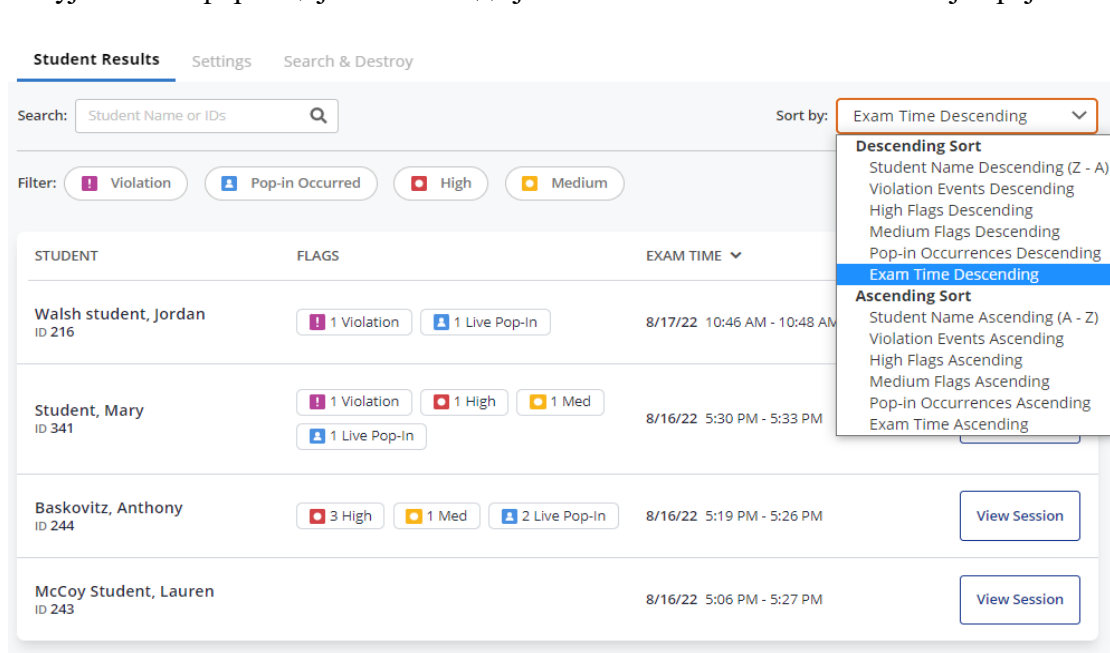 Student Results Settings Search & Destroy
Search: Student Name or IDs
Sort by: Exam Time Descending
Descending Sort
Student Name Descending (Z - A)
Violation Events Descending
High Flags Descending
Medium Flags Descending
Pop-in Occurrences Descending
Exam Time Descending
Ascending Sort
Student Name Ascending (A - Z)
Violation Events Ascending
High Flags Ascending
Medium Flags Ascending
Pop-in Occurrences Ascending
Exam Time Ascending
Filter: Violation Pop-in Occurred High Medium
STUDENT FLAGS EXAM TIME
Walsh student, Jordan
ID 216
1 Violation 1 Live Pop-In
8/17/22 10:46 AM - 10:48 AM
Student, Mary
ID 341
1 Violation 1 High 1 Med
1 Live Pop-In
8/16/22 5:30 PM - 5:33 PM
Baskovitz, Anthony
ID 244
3 High 1 Med 2 Live Pop-In
8/16/22 5:19 PM - 5:26 PM
View Session
McCoy Student, Lauren
ID 243
8/16/22 5:06 PM - 5:27 PM
View Session